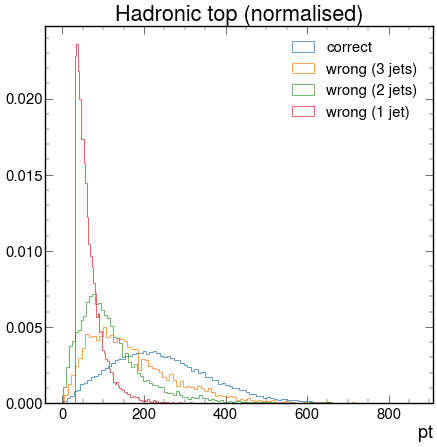 Hadronic top (normalised)
correct
wrong (3 jets)
wrong (2 jets)
wrong (1 jet)
0.020
0.015
0.010
0.005
0.000
0 200 400 600 800
pt